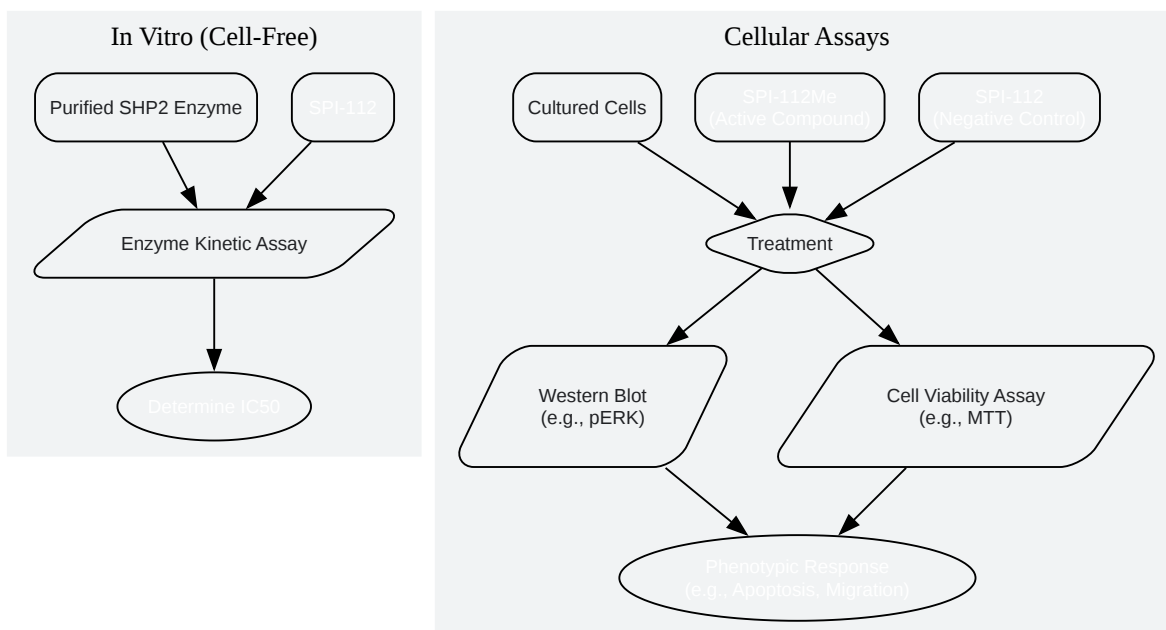 In Vitro (Cell-Free)
Purified SHP2 Enzyme
SPI-112
Enzyme Kinetic Assay
Determine IC50
Cellular Assays
Cultured Cells
SPI-112Me
(Active Compound)
SPI-112
(Negative Control)
Treatment
Western Blot
(e.g., pERK)
Cell Viability Assay
(e.g., MTT)
Phenotypic Response
(e.g., Apoptosis, Migration)